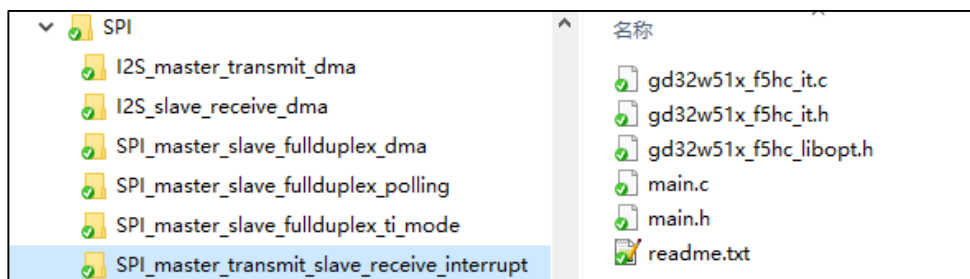 SPI
I2S_master_transmit_dma
I2S_slave_receive_dma
SPI_master_slave_fullduplex_dma
SPI_master_slave_fullduplex_polling
SPI_master_slave_fullduplex_ti_mode
SPI_master_transmit_slave_receive_interrupt
名称
gd32w51x_f5hc_it.c
gd32w51x_f5hc_it.h
gd32w51x_f5hc_libopt.h
main.c
main.h
readme.txt